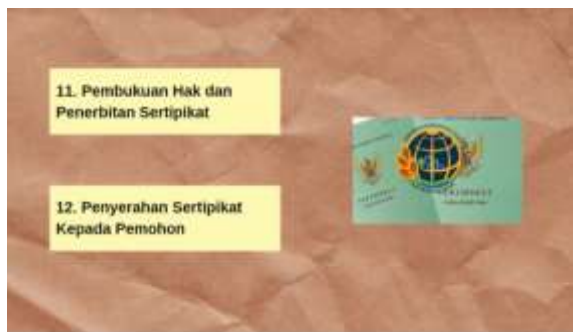 11. Pembukuan Hak dan
Penerbitan Sertipikat
12. Penyerahan Sertipikat
Kepada Pemohon